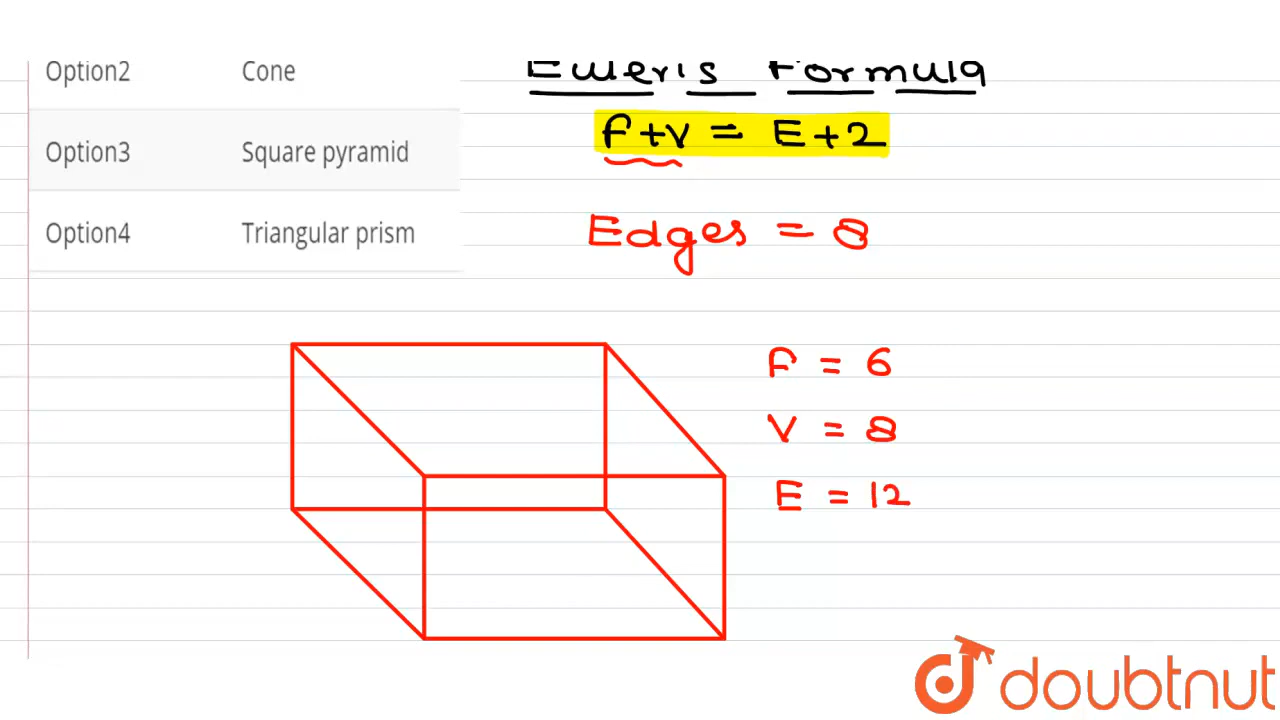 Option2 Cone
Euler's Formula
F+V = E+2
Option3 Square pyramid
Edges = 8
Option4 Triangular prism
F = 6
V = 8
E = 12
doubtnut